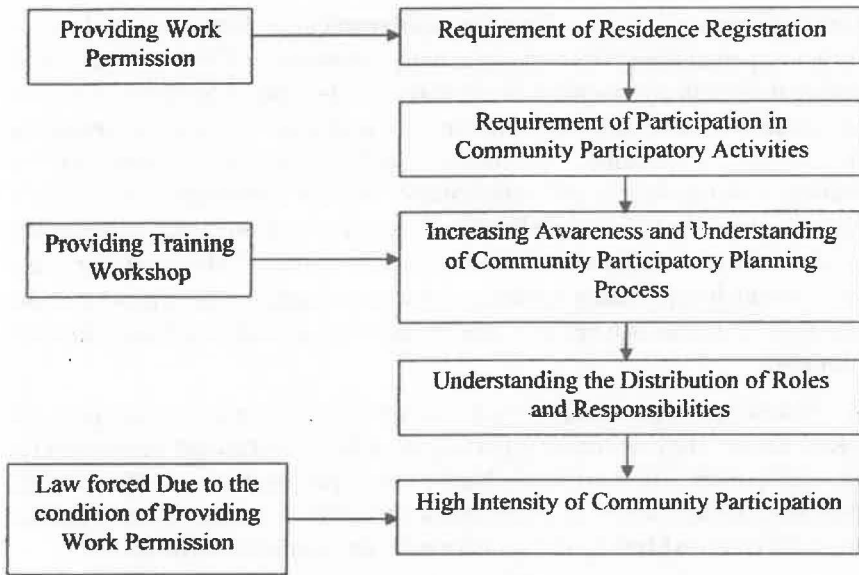 Providing Work
Permission
Requirement of Residence Registration
Requirement of Participation in
Community Participatory Activities
Providing Training
Workshop
Increasing Awareness and Understanding
of Community Participatory Planning
Process
Understanding the Distribution of Roles
and Responsibilities
Law forced Due to the
condition of Providing
Work Permission
High Intensity of Community Participation